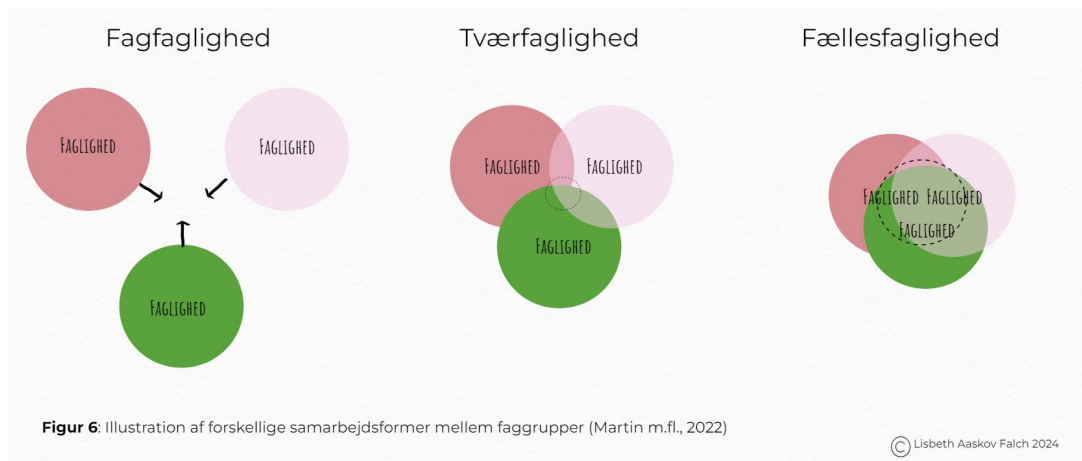 Fagfaglighed
Tværfaglighed
Fællesfaglighed
Faglighed
Faglighed
Faglighed
Faglighed
Faglighed
Faglighed
Faglighed
Faglighed
Faglighed
Figur 6: Illustration af forskellige samarbejdsformer mellem faggrupper (Martin m.fl., 2022)
© Lisbeth Aaskov Falch 2024